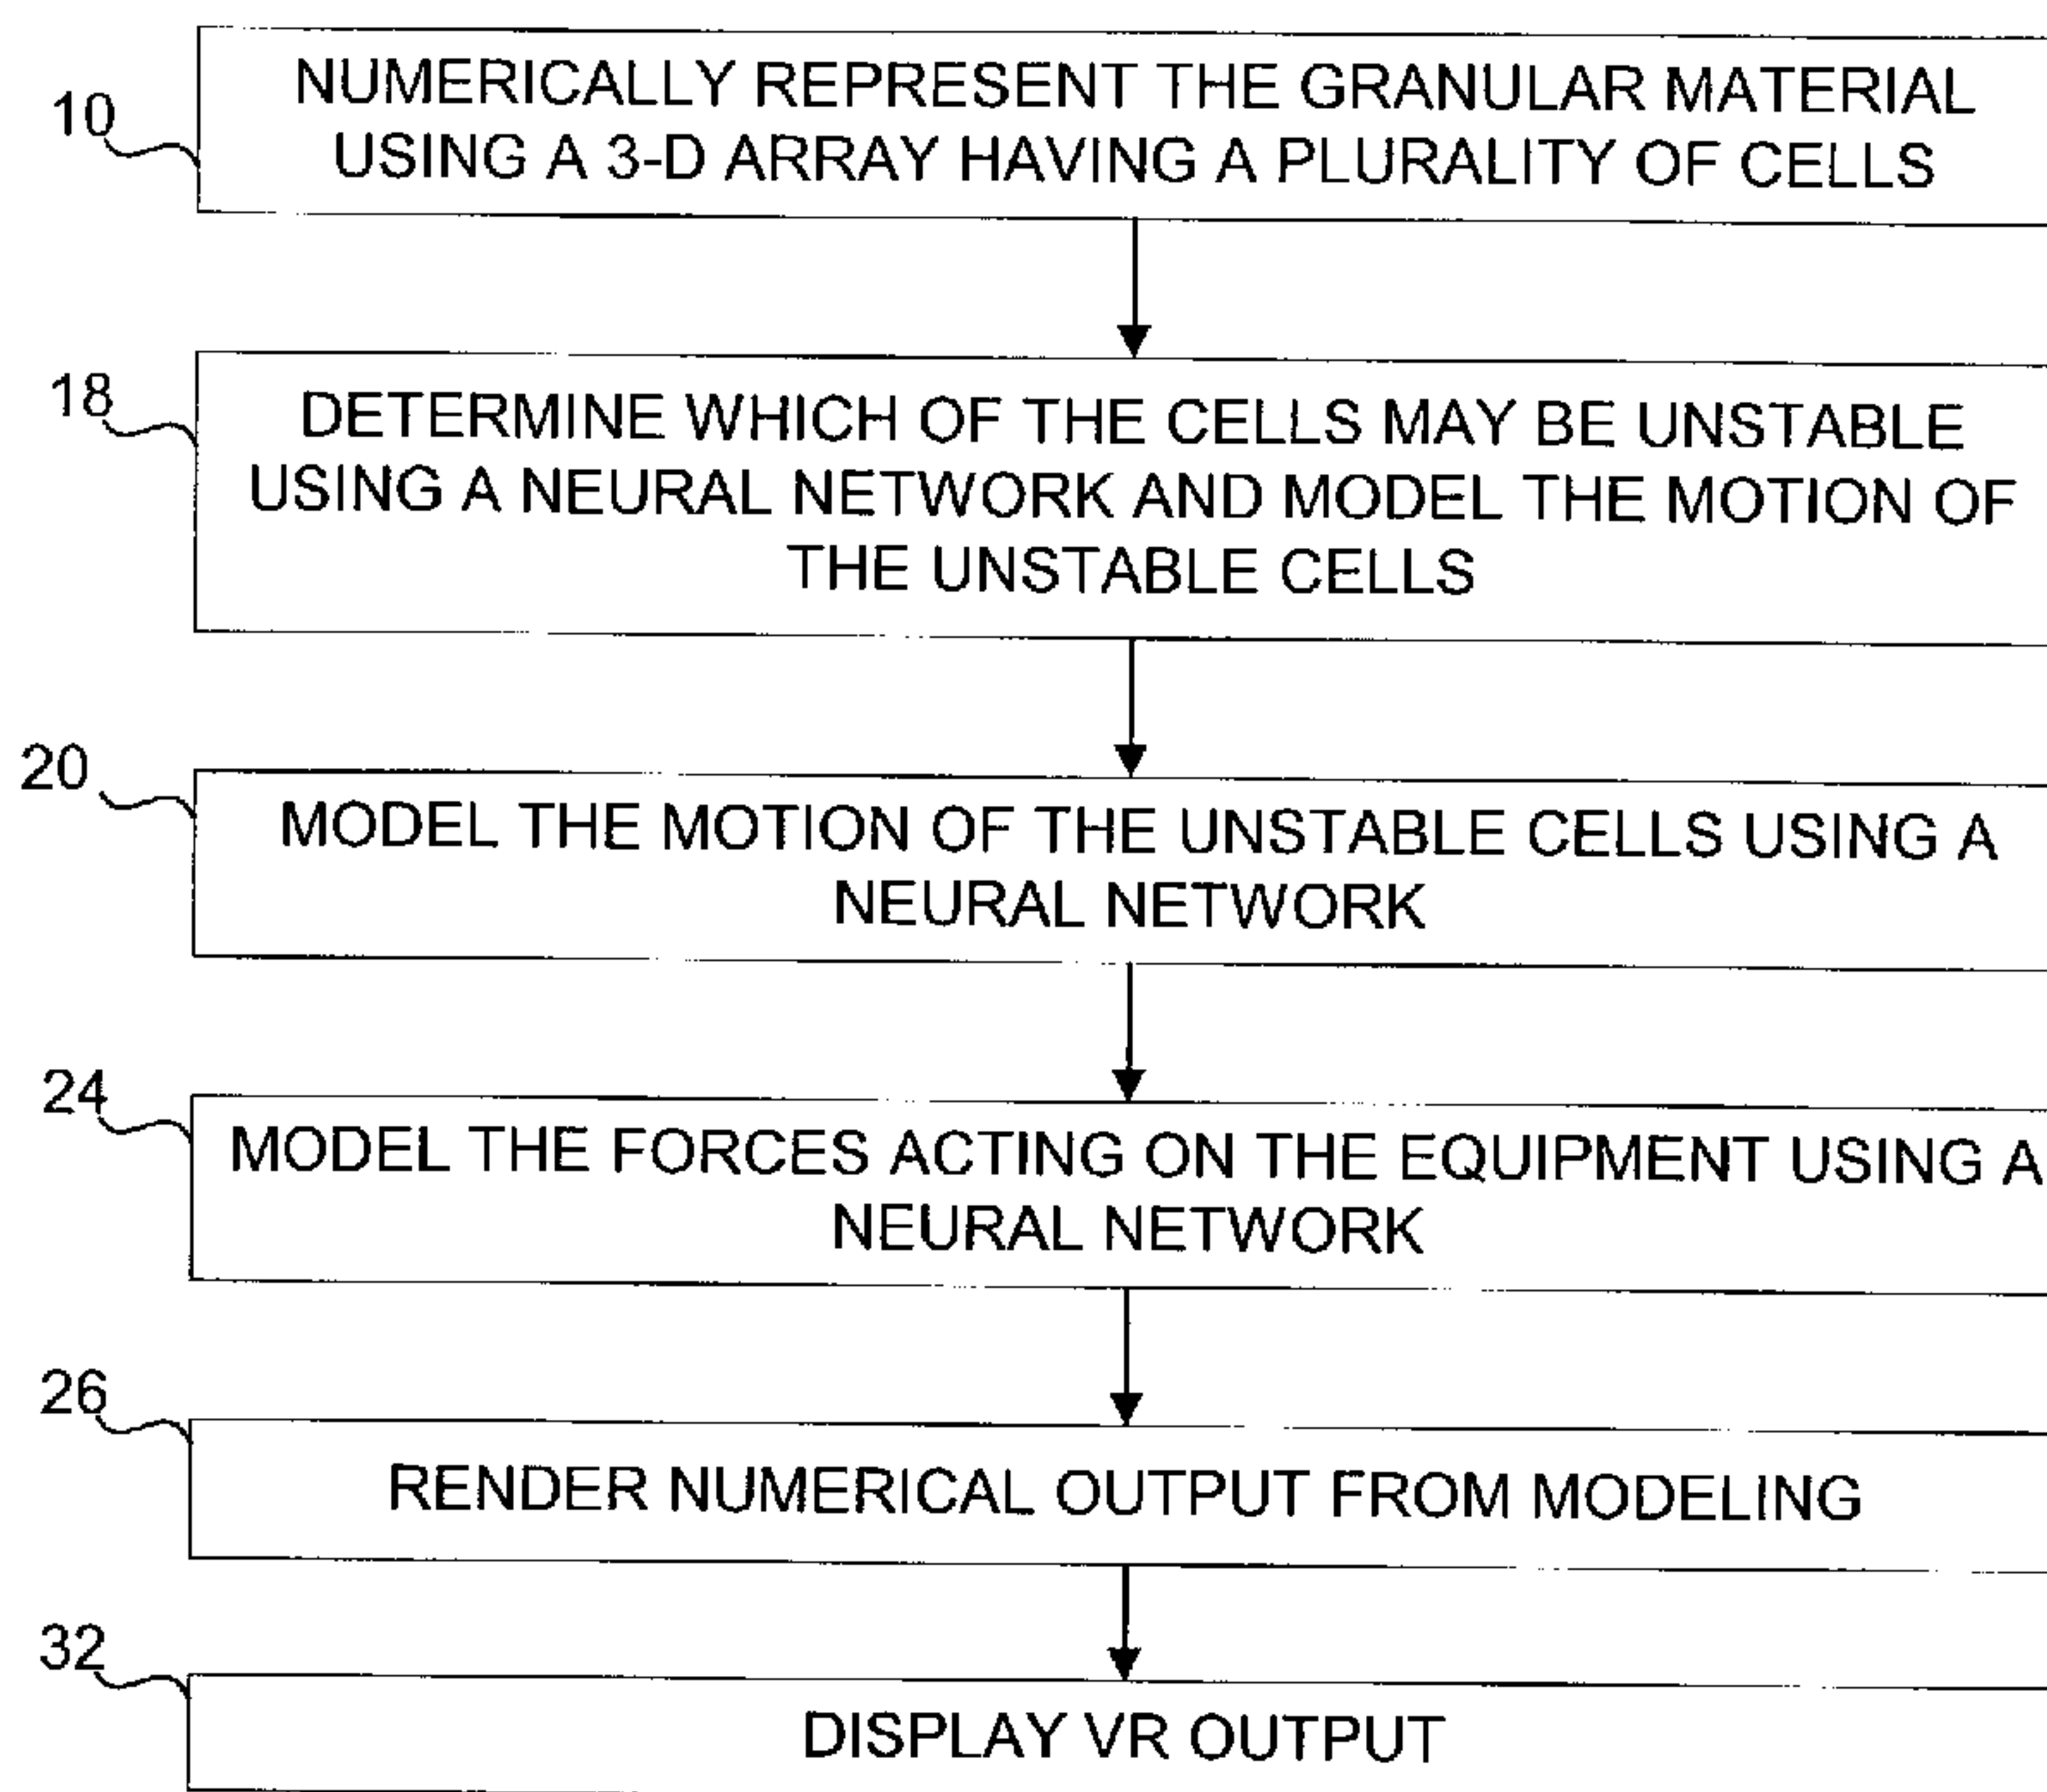 10
NUMERICALLY REPRESENT THE GRANULAR MATERIAL
USING A 3-D ARRAY HAVING A PLURALITY OF CELLS
18
DETERMINE WHICH OF THE CELLS MAY BE UNSTABLE
USING A NEURAL NETWORK AND MODEL THE MOTION OF
THE UNSTABLE CELLS
20
MODEL THE MOTION OF THE UNSTABLE CELLS USING A
NEURAL NETWORK
24
MODEL THE FORCES ACTING ON THE EQUIPMENT USING A
NEURAL NETWORK
26
RENDER NUMERICAL OUTPUT FROM MODELING
32
DISPLAY VR OUTPUT